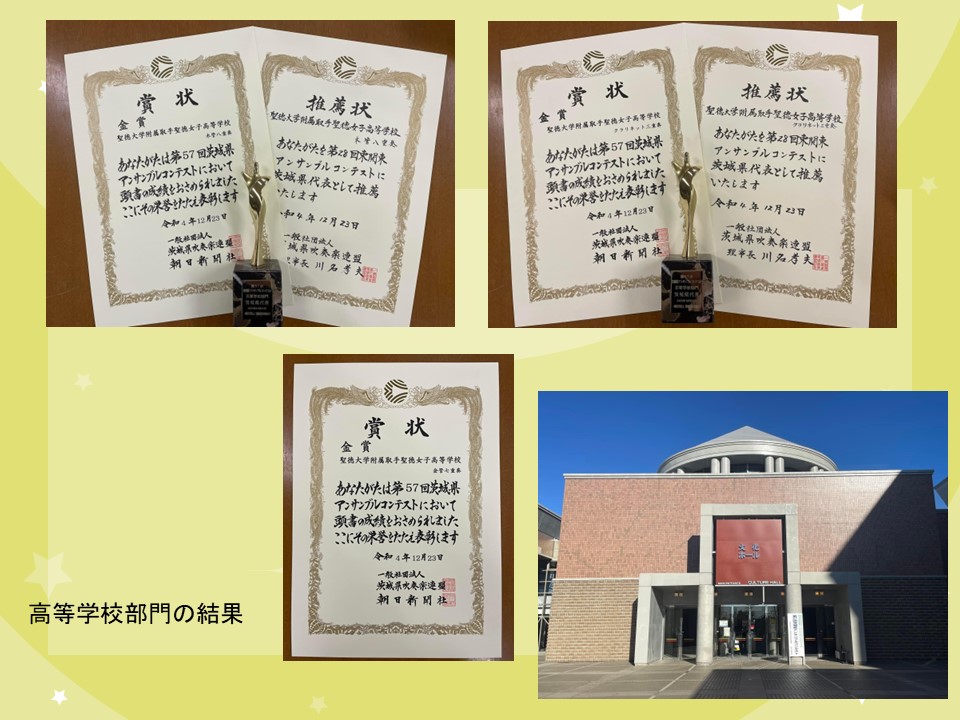 賞状
金賞
聖徳大学附属取手聖徳女子高等学校
木管八重奏
あなたがたは第57回茨城県
アンサンブルコンテストにおいて
頭書の成績をおさめられました
ここにその栄誉をたたえ表彰します
令和4年12月23日
一般社団法人
茨城県吹奏楽連盟
朝日新聞社
推薦状
聖徳大学附属取手聖徳女子高等学校
木管八重奏
あなたがたを第28回東関東
アンサンブルコンテストに
茨城県代表として推薦
いたします
令和4年12月23日
一般社団法人
茨城県吹奏楽連盟
理事長 川名孝夫
賞状
金賞
聖徳大学附属取手聖徳女子高等学校
クラリネット三重奏
あなたがたは第57回茨城県
アンサンブルコンテストにおいて
頭書の成績をおさめられました
ここにその栄誉をたたえ表彰します
令和4年12月23日
一般社団法人
茨城県吹奏楽連盟
朝日新聞社
推薦状
聖徳大学附属取手聖徳女子高等学校
クラリネット三重奏
あなたがたを第28回東関東
アンサンブルコンテストに
茨城県代表として推薦
いたします
令和4年12月23日
一般社団法人
茨城県吹奏楽連盟
理事長 川名孝夫
賞状
金賞
聖徳大学附属取手聖徳女子高等学校
金管七重奏
あなたがたは第57回茨城県
アンサンブルコンテストにおいて
頭書の成績をおさめられました
ここにその栄誉をたたえ表彰します
令和4年12月23日
一般社団法人
茨城県吹奏楽連盟
朝日新聞社
文化
ホール
CULTURE HALL
高等学校部門の結果